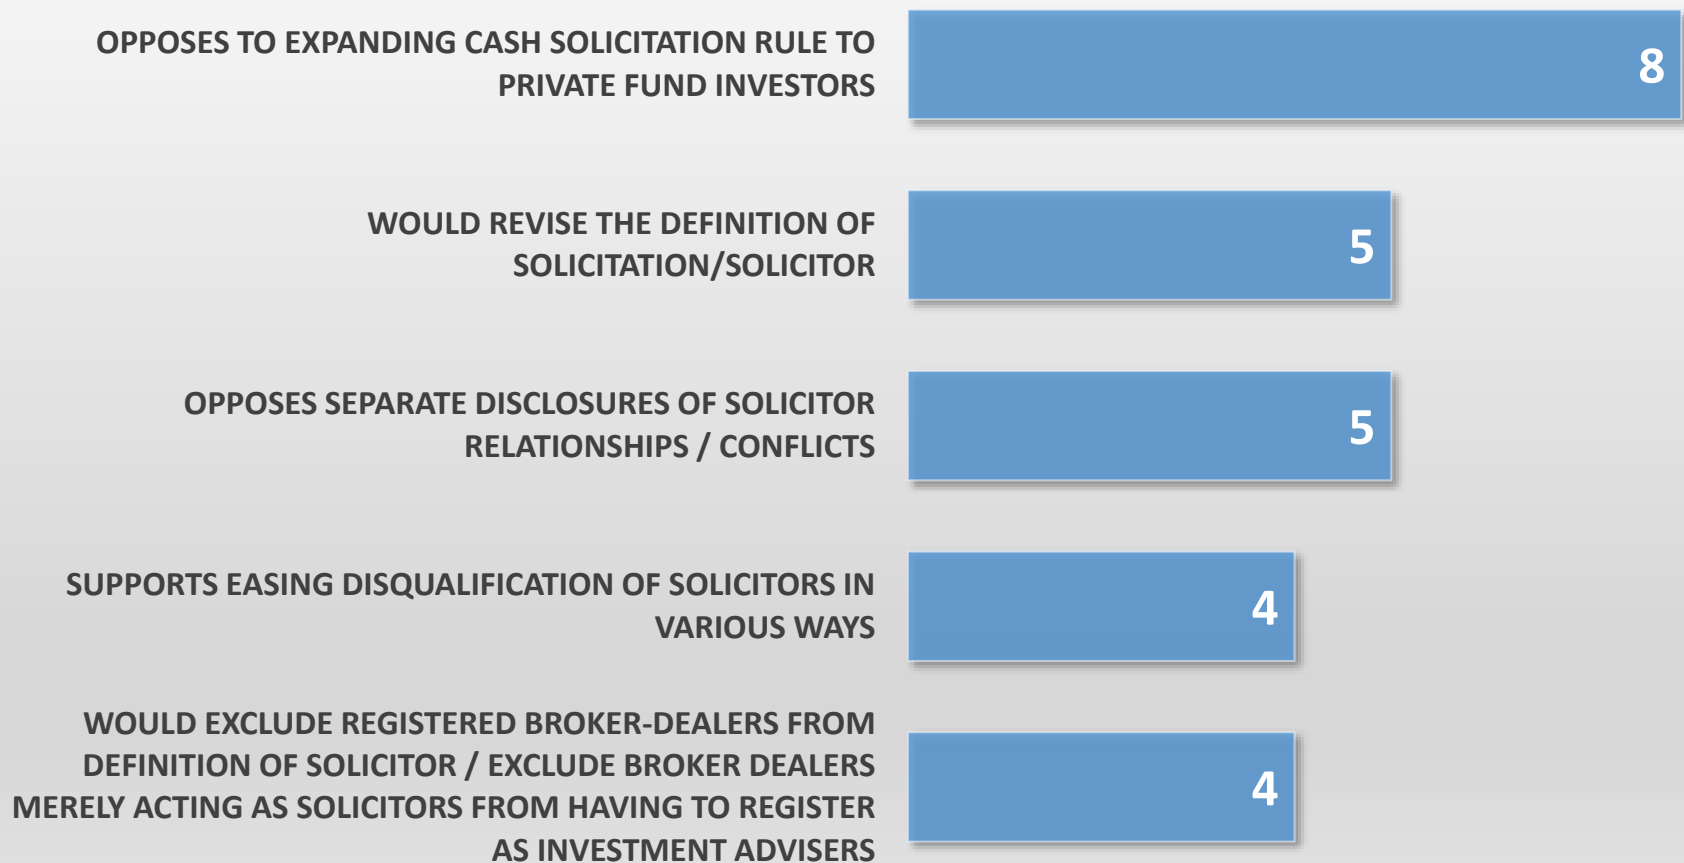 OPPOSES TO EXPANDING CASH SOLICITATION RULE TO
PRIVATE FUND INVESTORS
8
WOULD REVISE THE DEFINITION OF
SOLICITATION/SOLICITOR
5
OPPOSES SEPARATE DISCLOSURES OF SOLICITOR
RELATIONSHIPS / CONFLICTS
5
SUPPORTS EASING DISQUALIFICATION OF SOLICITORS IN
VARIOUS WAYS
4
WOULD EXCLUDE REGISTERED BROKER-DEALERS FROM
DEFINITION OF SOLICITOR / EXCLUDE BROKER DEALERS
MERELY ACTING AS SOLICITORS FROM HAVING TO REGISTER
AS INVESTMENT ADVISERS
4